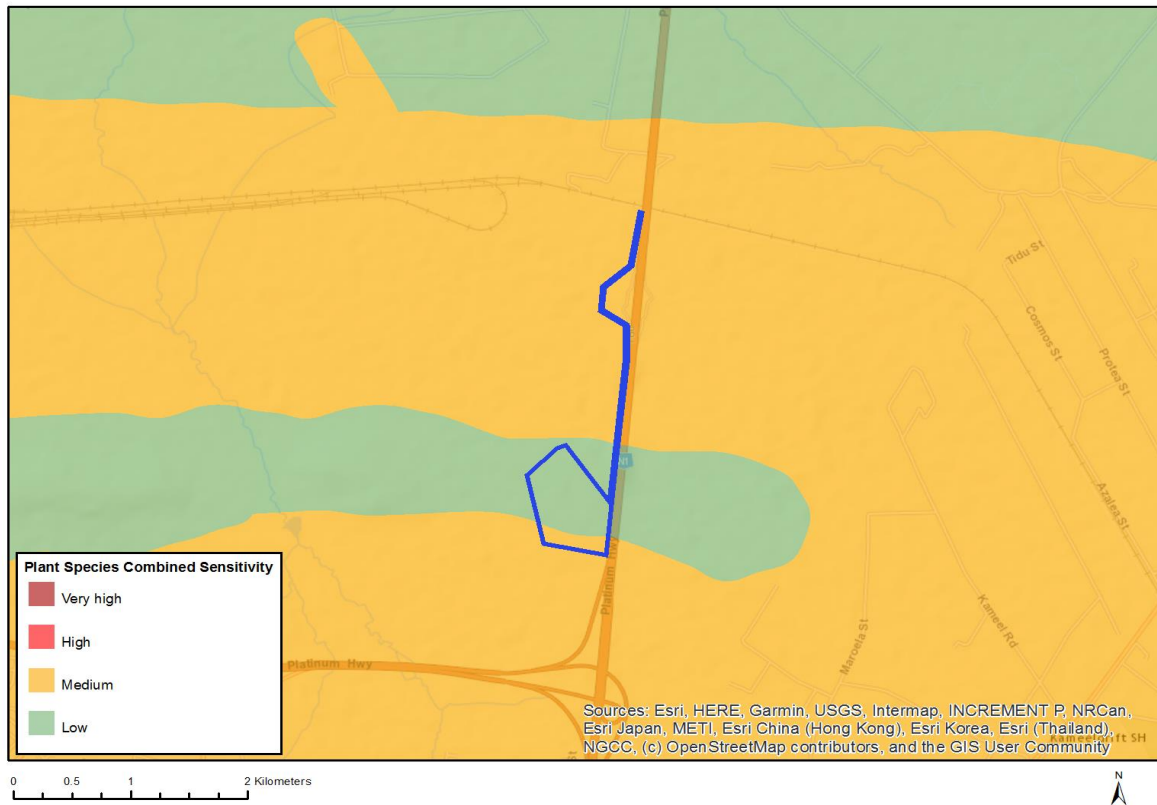 Tidu St
Cosmos St
Protea St
Azalea St
N1
Platinum Hwy
Maroela St
Kameel Rd
Platinum Hwy
Kameeldrift SH
Plant Species Combined Sensitivity
Very high
High
Medium
Low
Sources: Esri, HERE, Garmin, USGS, Intermap, INCREMENT P, NRCan,
Esri Japan, METI, Esri China (Hong Kong), Esri Korea, Esri (Thailand),
NGCC, (c) OpenStreetMap contributors, and the GIS User Community
St
0 0.5 1 2 Kilometers
N